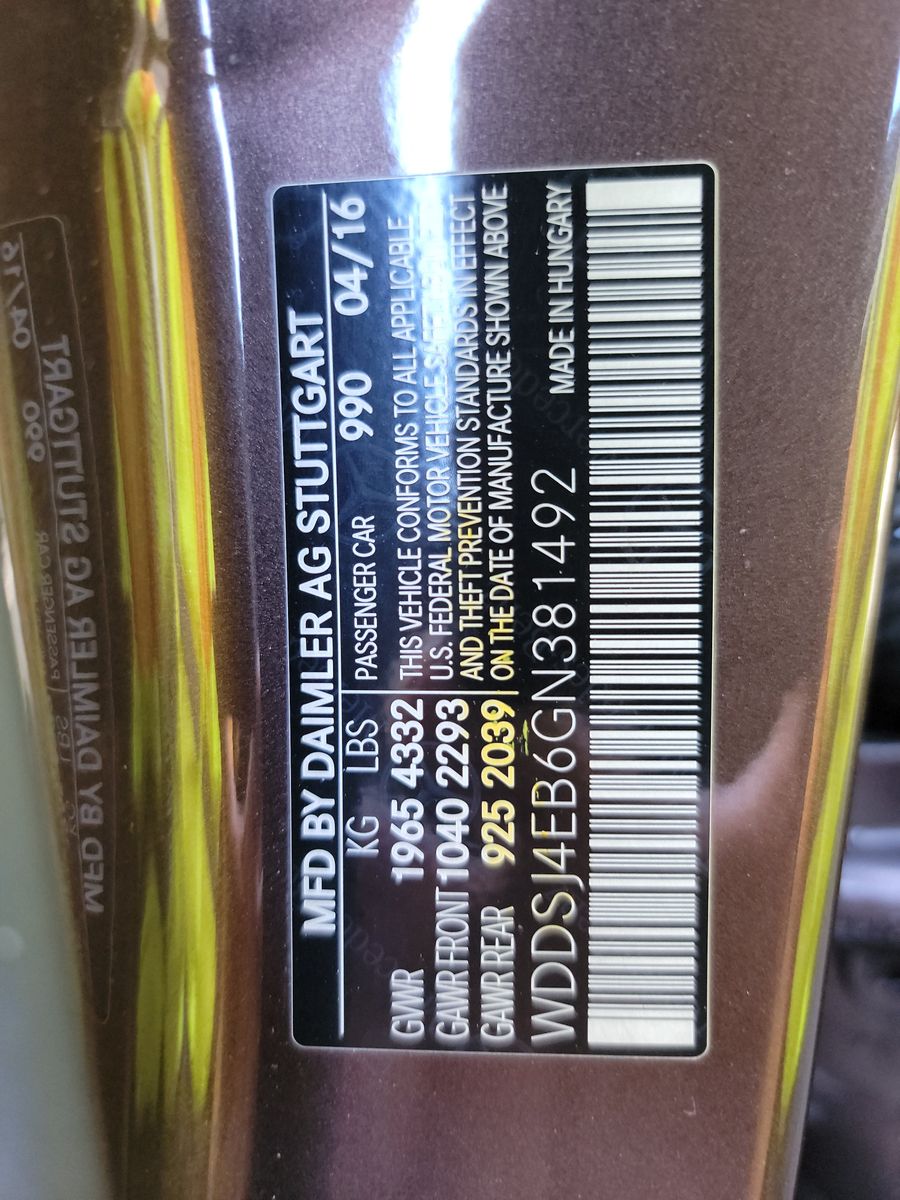 MFD BY DAIMLER AG STUTTGART
KG LBS PASSENGER CAR 990 04/16
GWR 1965 4332 THIS VEHICLE CONFORMS TO ALL APPLICABLE
GAWR FRONT 1040 2293 U.S. FEDERAL MOTOR VEHICLE
GAWR REAR 925 2039 AND THEFT PREVENTION STANDARDS IN EFFECT
ON THE DATE OF MANUFACTURE SHOWN ABOVE
WDDSJ4EB6GN381492 MADE IN HUNGARY